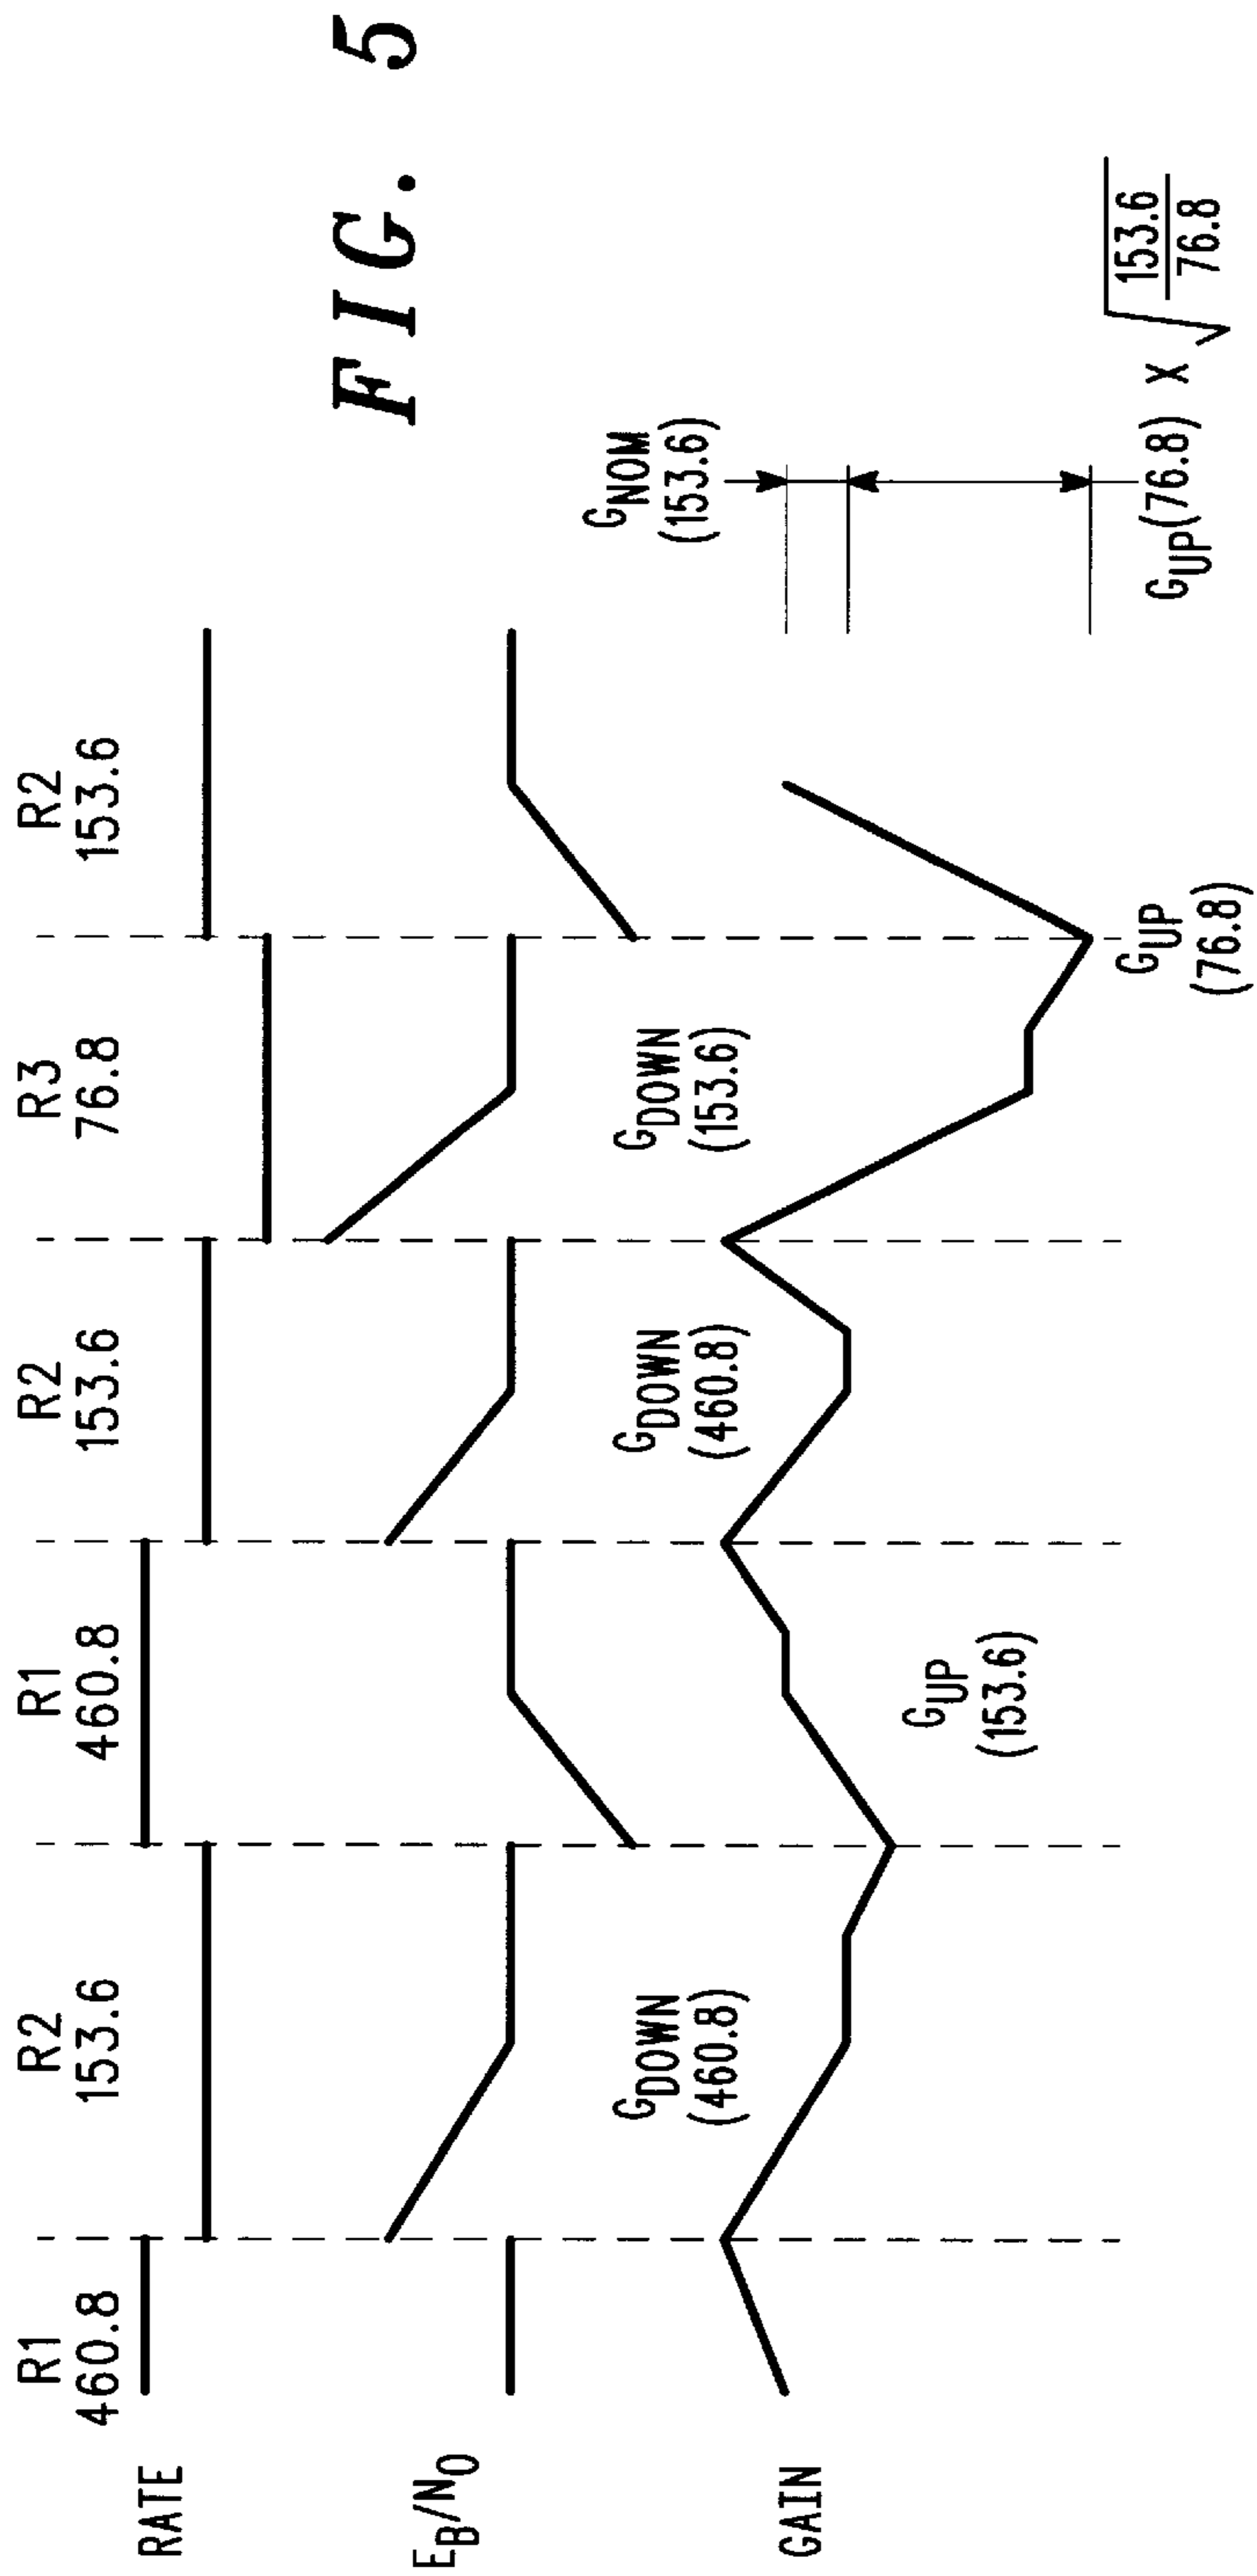 R1
460.8
R2
153.6
R1
460.8
R2
153.6
R3
76.8
R2
153.6
RATE
FIG. 5
E_B/N_0
G_DOWN
(460.8)
G_DOWN
(460.8)
G_DOWN
(153.6)
G_NOM
(153.6)
GAIN
G_UP
(153.6)
G_UP
(76.8)
G_UP(76.8) X √153.6/76.8